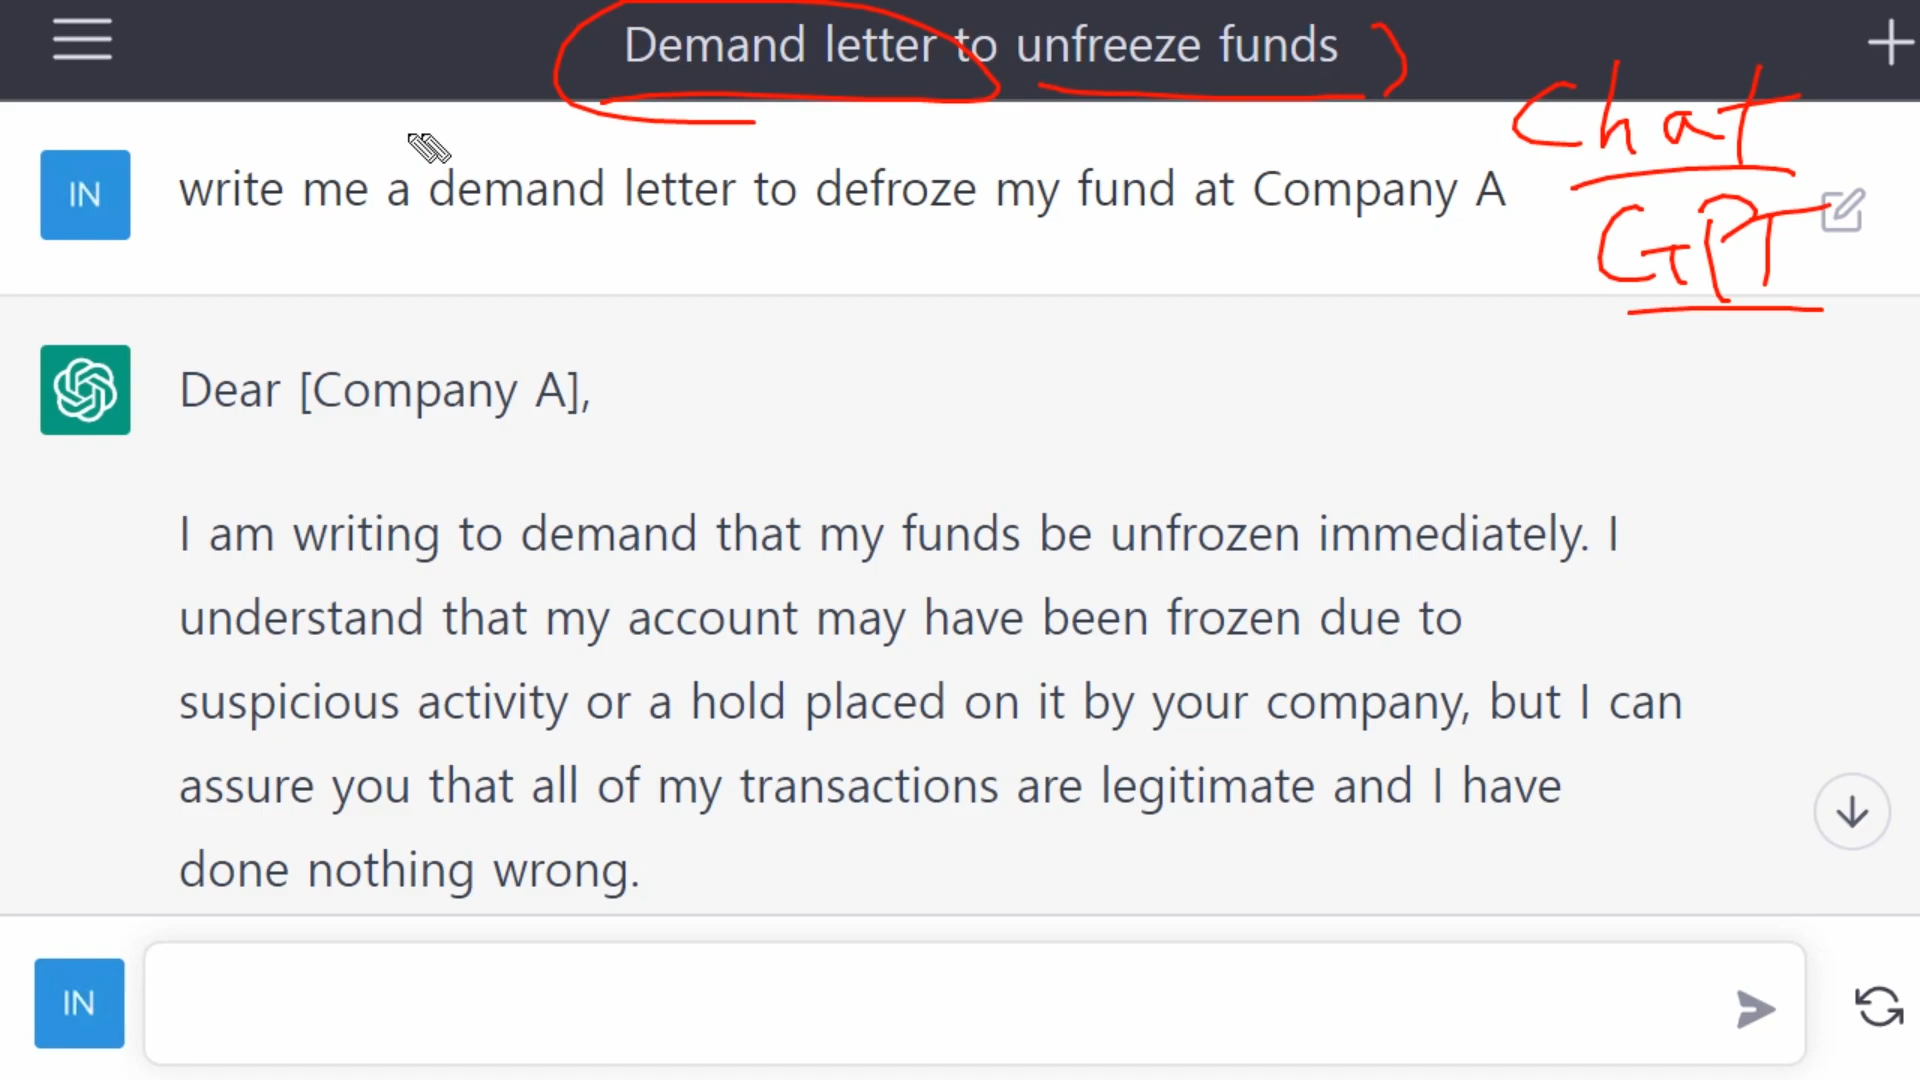 Demand letter to unfreeze funds
Chat
GPT
IN
write me a demand letter to defroze my fund at Company A
Dear [Company A],
I am writing to demand that my funds be unfrozen immediately. I
understand that my account may have been frozen due to
suspicious activity or a hold placed on it by your company, but I can
assure you that all of my transactions are legitimate and I have
done nothing wrong.
IN